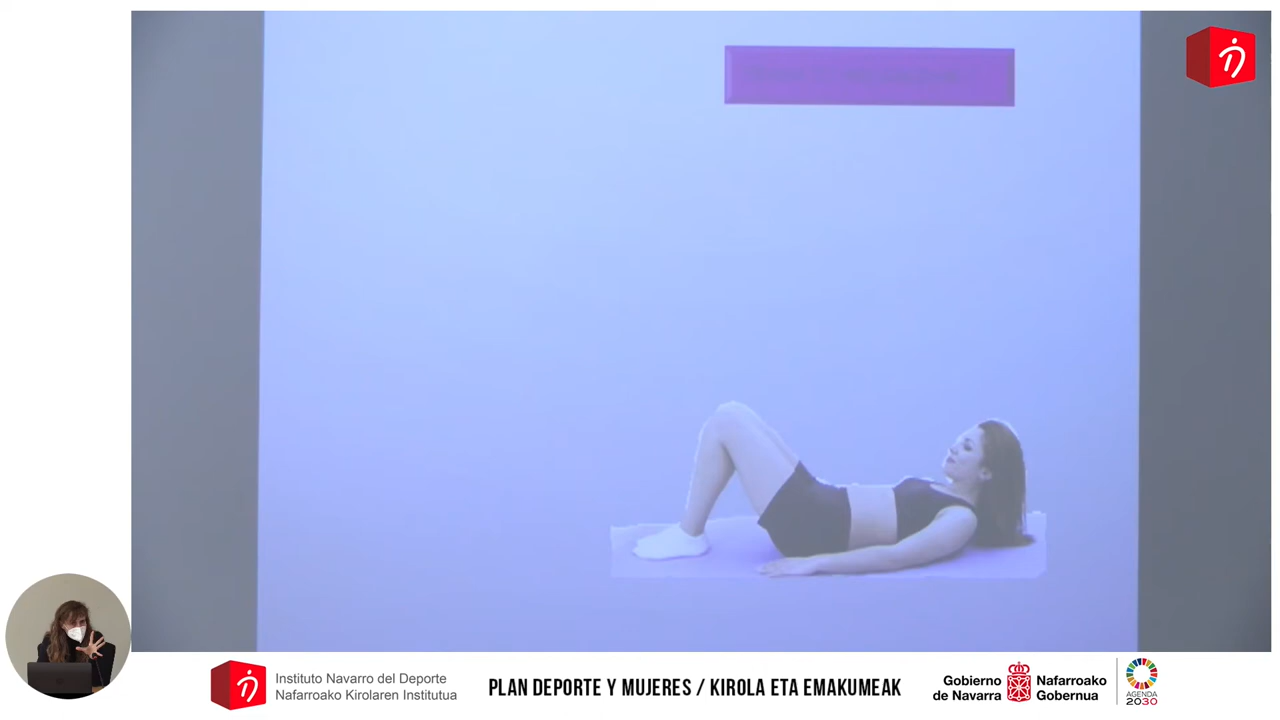 Instituto Navarro del Deporte
Nafarroako Kirolaren Institutua
PLAN DEPORTE Y MUJERES / KIROLA ETA EMAKUMEAK
Gobierno
de Navarra
Nafarroako
Gobernua
AGENDA
2030